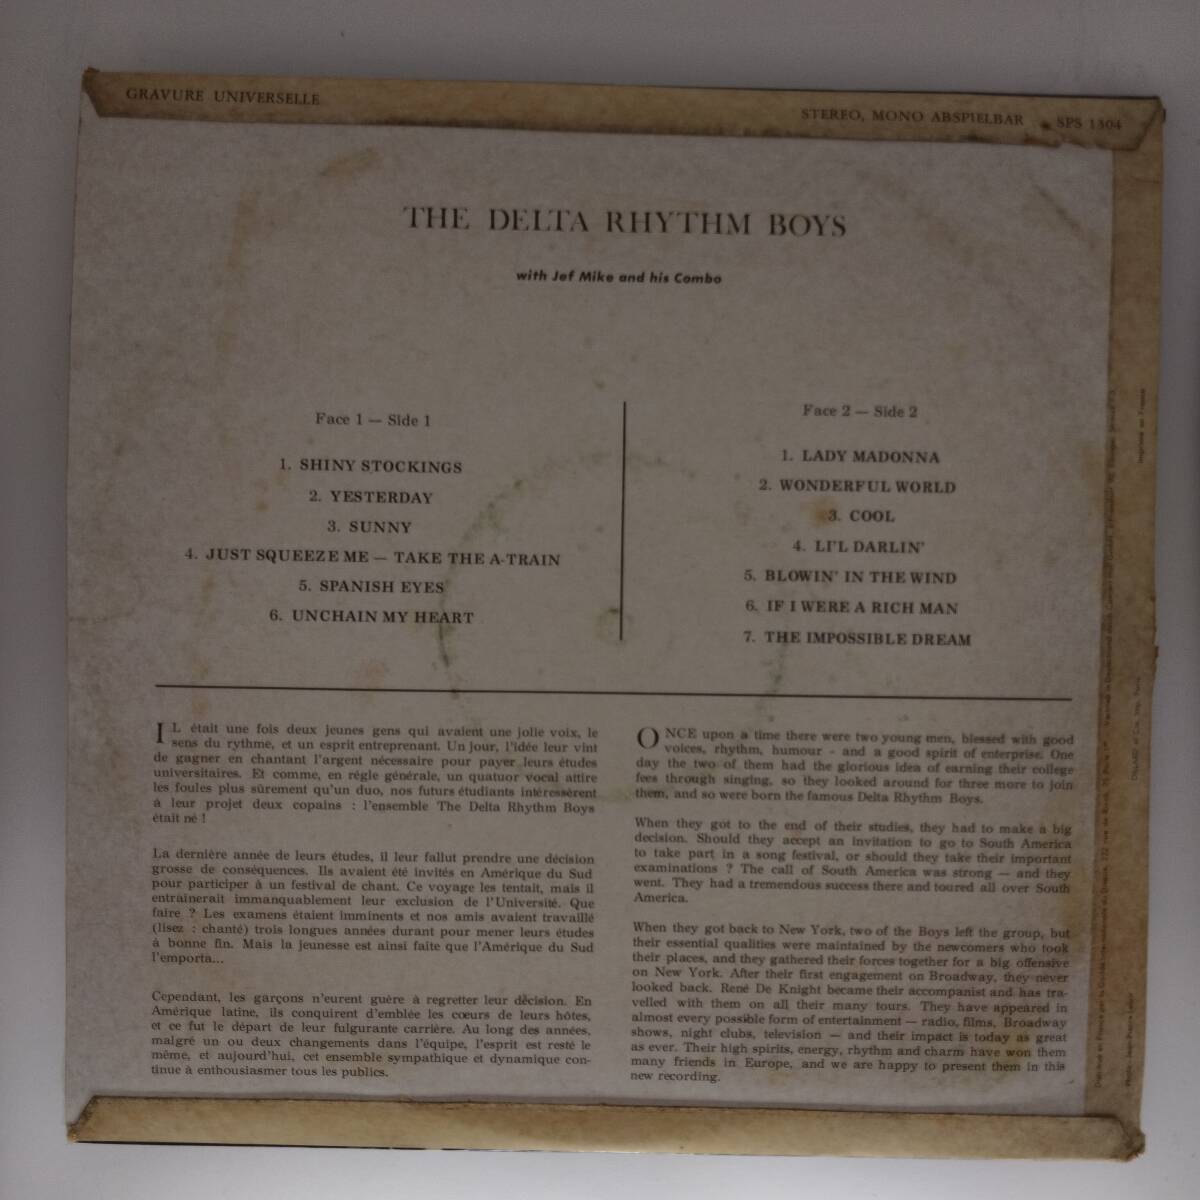 GRAVURE UNIVERSELLE
STEREO, MONO ABSPIELBAR SPS 1304
THE DELTA RHYTHM BOYS
with Jef Mike and his Combo
Face 1 — Side 1
1. SHINY STOCKINGS
2. YESTERDAY
3. SUNNY
4. JUST SQUEEZE ME — TAKE THE A-TRAIN
5. SPANISH EYES
6. UNCHAIN MY HEART
Face 2 — Side 2
1. LADY MADONNA
2. WONDERFUL WORLD
3. COOL
4. LI'L DARLIN'
5. BLOWIN' IN THE WIND
6. IF I WERE A RICH MAN
7. THE IMPOSSIBLE DREAM
IL était une fois deux jeunes gens qui avaient une jolie voix, le
sens du rythme, et un esprit entreprenant. Un jour, l'idée leur vint
de gagner en chantant l'argent nécessaire pour payer leurs études
universitaires. Et comme, en régle générale, un quatuor vocal attire
les foules plus sûrement qu'un duo, nos futurs étudiants intéressèrent
à leur projet deux copains : l'ensemble The Delta Rhythm Boys
était né !
La dernière année de leurs études, il leur fallut prendre une décision
grosse de conséquences. Ils avaient été invités en Amérique du Sud
pour participer à un festival de chant. Ce voyage les tentait, mais il
entraînerait immanquablement leur exclusion de l'Université. Que
faire ? Les examens étaient imminents et nos amis avaient travaillé
(lisez : chanté) trois longues années durant pour mener leurs études
à bonne fin. Mais la jeunesse est ainsi faite que l'Amérique du Sud
l'emporta...
Cependant, les garçons n'eurent guère à regretter leur décision. En
Amérique latine, ils conquirent d'emblée les cœurs de leurs hôtes,
et ce fut le départ de leur fulgurante carrière. Au long des années,
malgré un ou deux changements dans l'équipe, l'esprit est resté le
même, et aujourd'hui, cet ensemble sympathique et dynamique con-
tinue à enthousiasmer tous les publics.
ONCE upon a time there were two young men, blessed with good
voices, rhythm, humour - and a good spirit of enterprise. One
day the two of them had the glorious idea of earning their college
fees through singing, so they looked around for three more to join
them, and so were born the famous Delta Rhythm Boys.
When they got to the end of their studies, they had to make a big
decision. Should they accept an invitation to go to South America
to take part in a song festival, or should they take their important
examinations ? The call of South America was strong — and they
went. They had a tremendous success there and toured all over South
America.
When they got back to New York, two of the Boys left the group, but
their essential qualities were maintained by the newcomers who took
their places, and they gathered their forces together for a big offensive
on New York. After their first engagement on Broadway, they never
looked back. René De Knight became their accompanist and has tra-
velled with them on all their many tours. They have appeared in
almost every possible form of entertainment — radio, films, Broadway
shows, night clubs, television — and their impact is today as great
as ever. Their high spirits, energy, rhythm and charm have won them
many friends in Europe, and we are happy to present them in this
new recording.